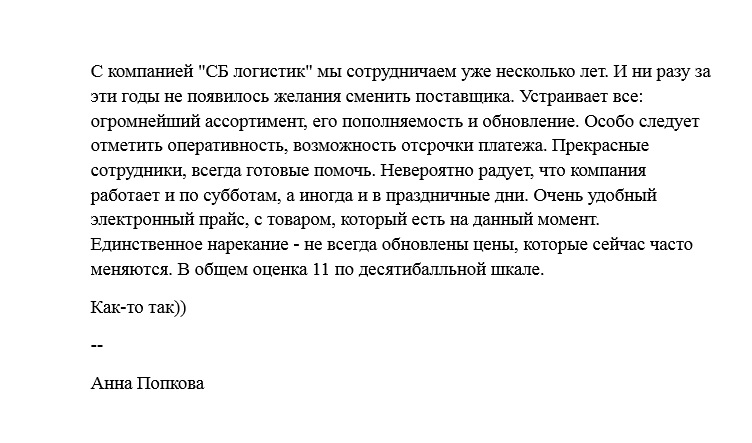 С компанией "СБ логистик" мы сотрудничаем уже несколько лет. И ни разу за
эти годы не появилось желания сменить поставщика. Устраивает все:
огромнейший ассортимент, его пополняемость и обновление. Особо следует
отметить оперативность, возможность отсрочки платежа. Прекрасные
сотрудники, всегда готовые помочь. Невероятно радует, что компания
работает и по субботам, а иногда и в праздничные дни. Очень удобный
электронный прайс, с товаром, который есть на данный момент.
Единственное нарекание - не всегда обновлены цены, которые сейчас часто
меняются. В общем оценка 11 по десятибалльной шкале.
Как-то так))
--
Анна Попкова